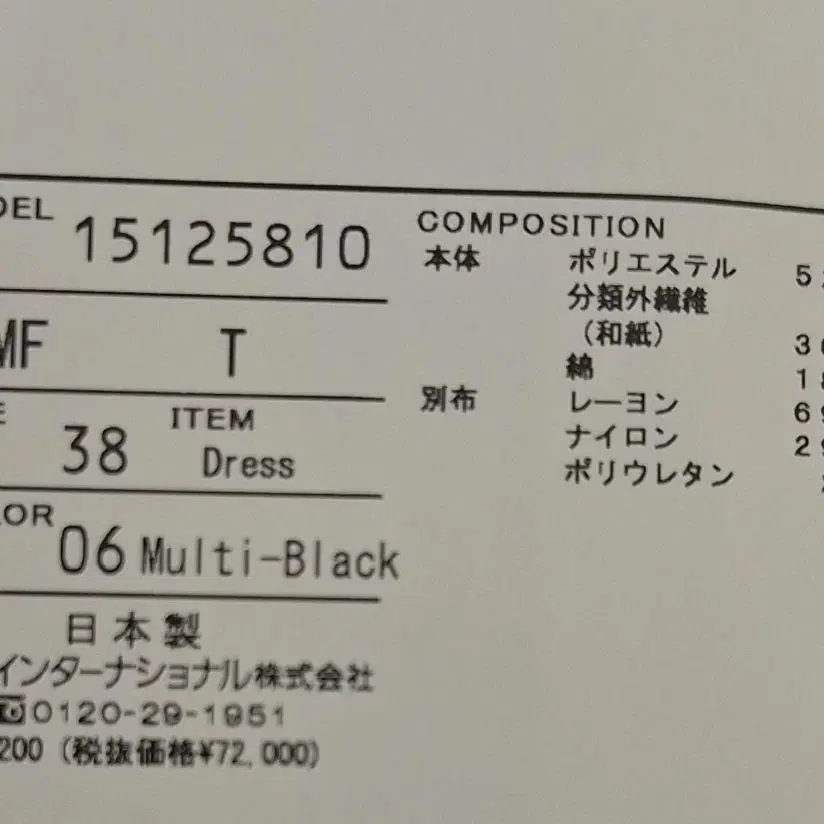 DEL 15125810
MF T
38 ITEM Dress
LOR 06 Multi-Black
日本製
インターナショナル株式会社
0120-29-1951
200 (税抜価格¥72,000)
COMPOSITION
本体 ポリエステル 5
分類外繊維
(和紙) 3
綿 1
別布 レーヨン 6
ナイロン 2
ポリウレタン